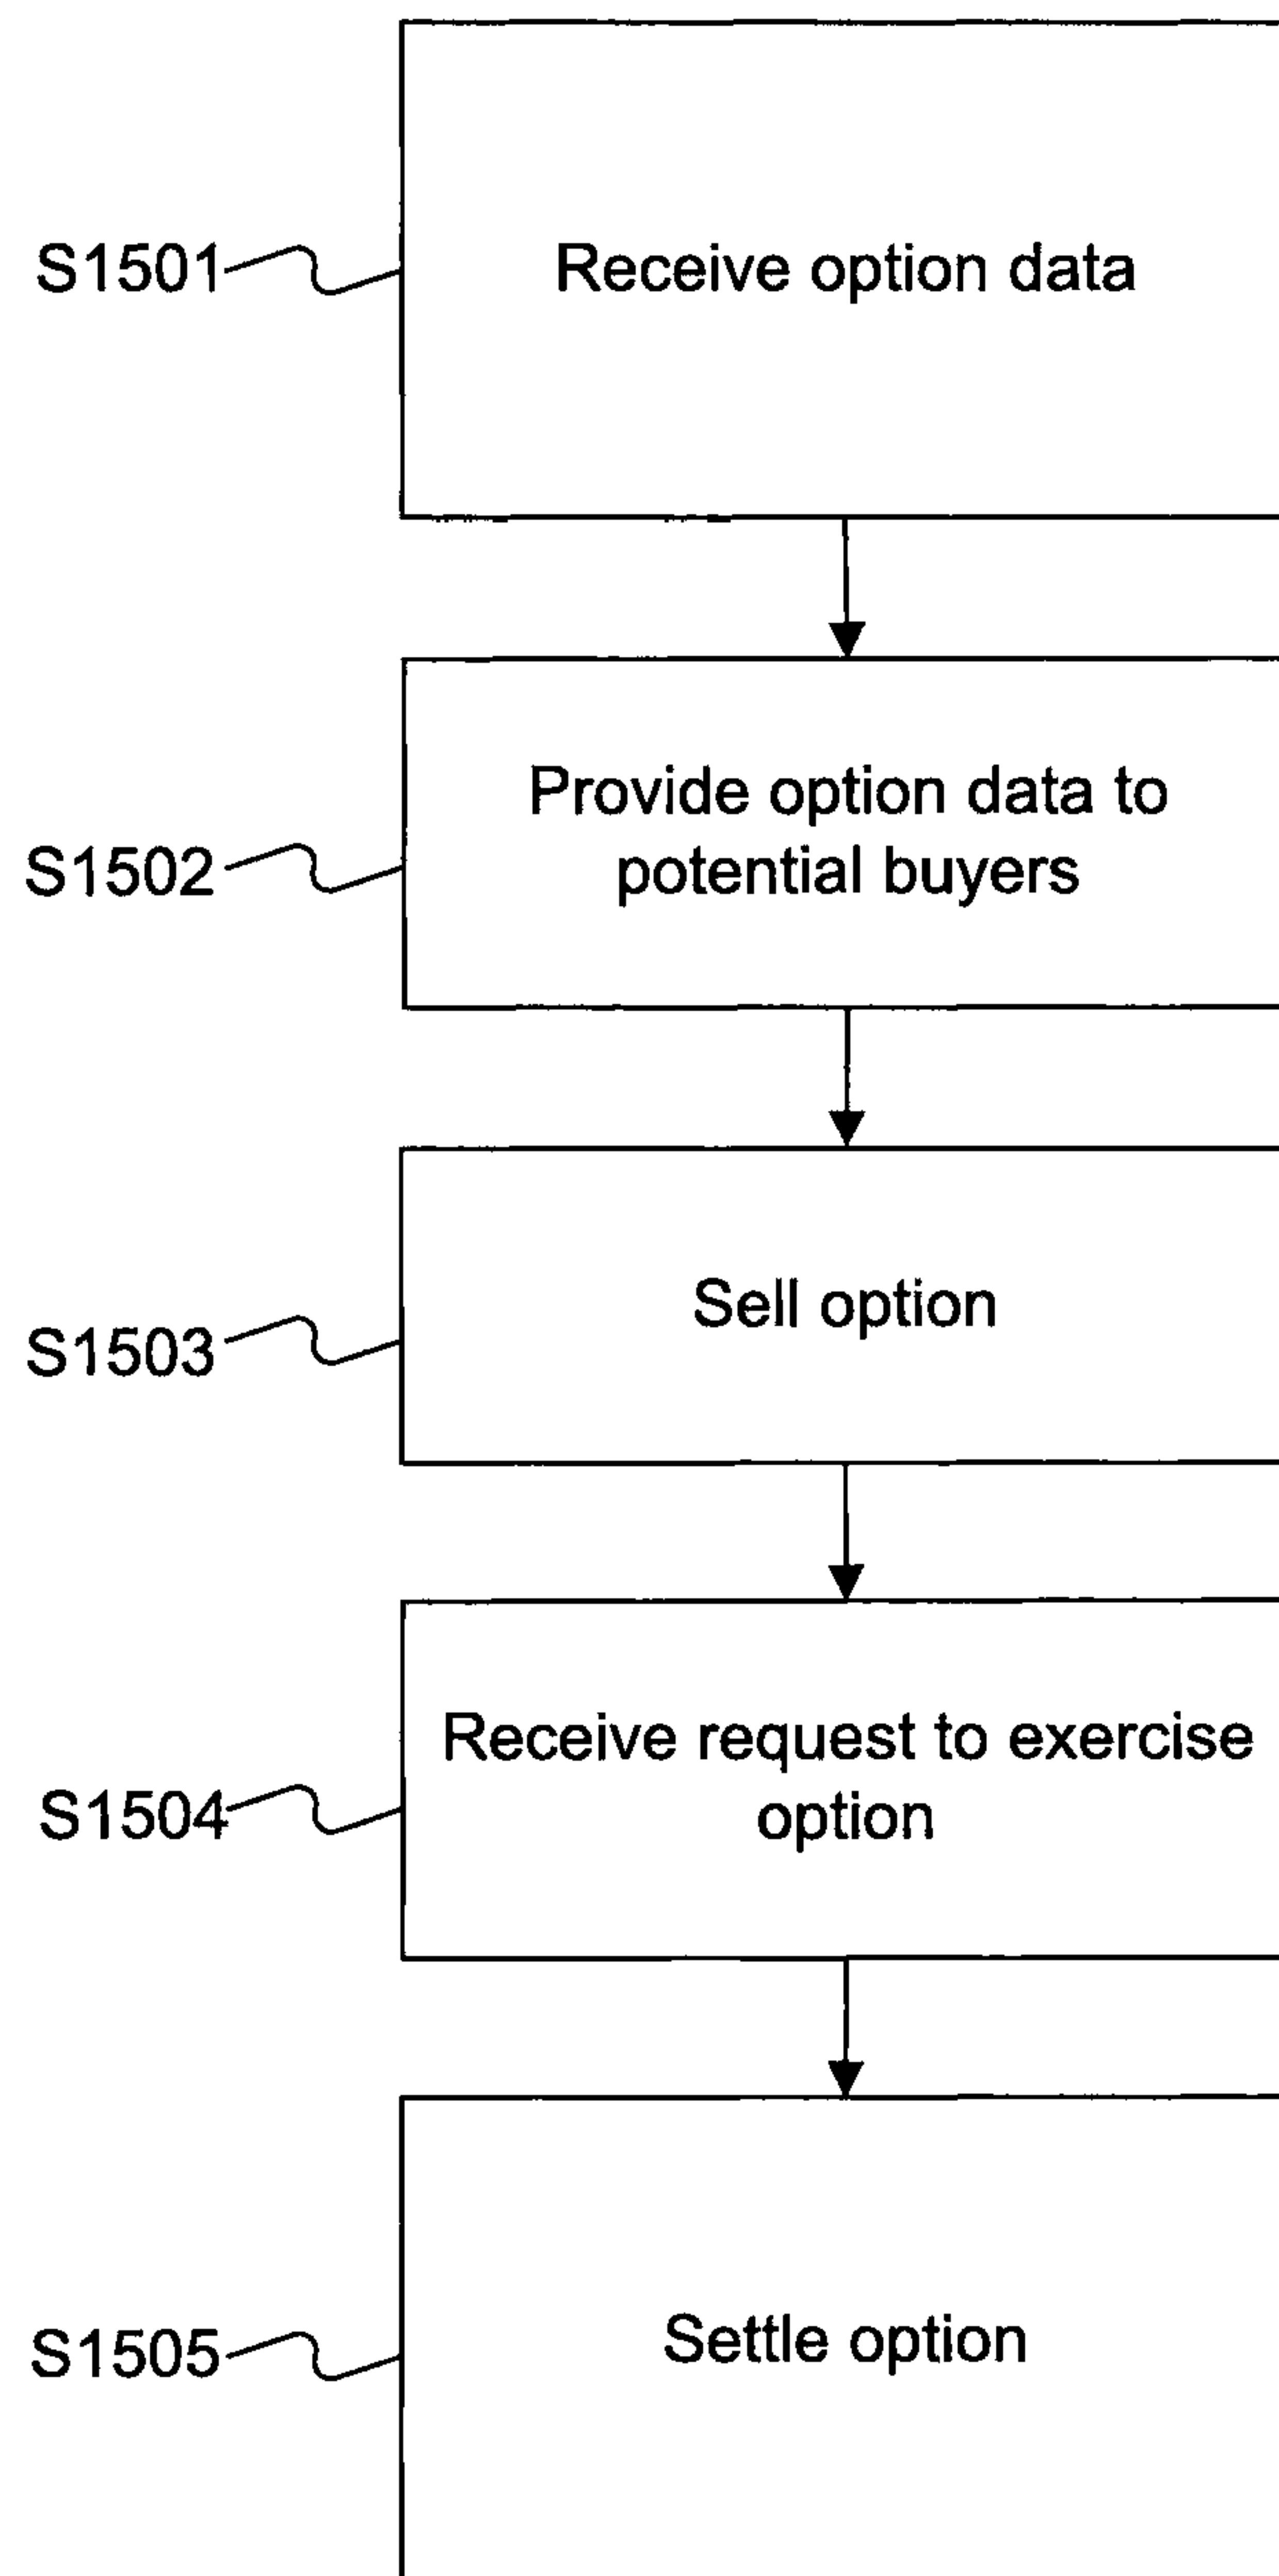 S1501
Receive option data
Provide option data to
potential buyers
S1502
Sell option
S1503
Receive request to exercise
option
S1504
Settle option
S1505